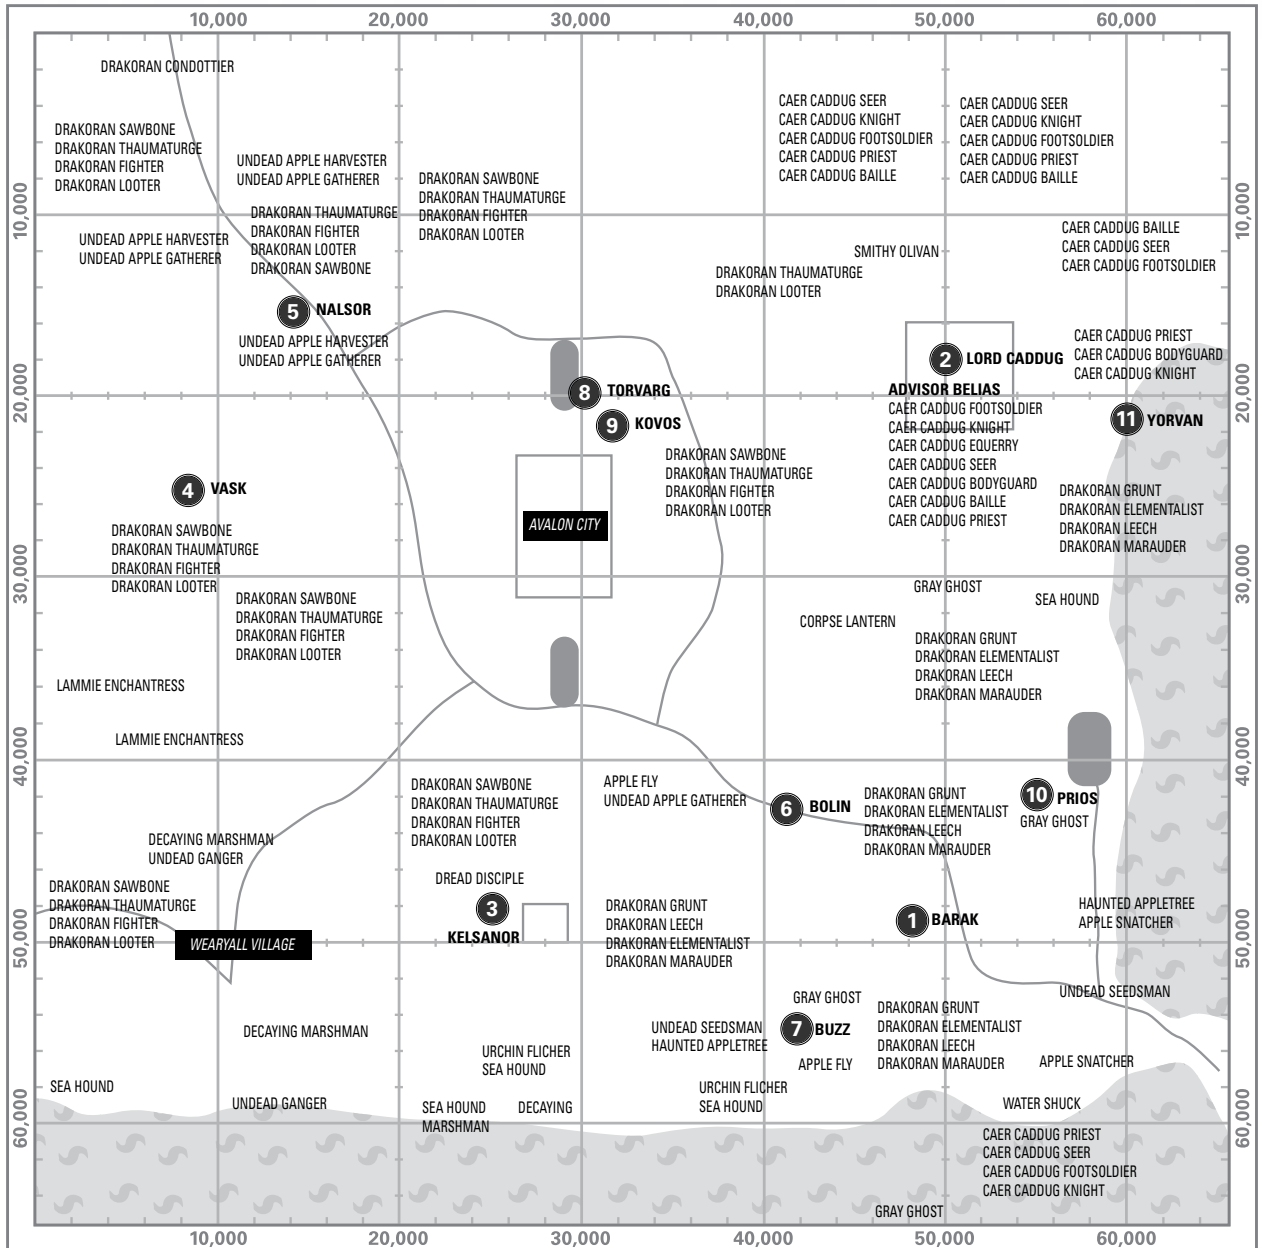 10,000 20,000 30,000 40,000 50,000 60,000
DRAKORAN CONDOTTIER
DRAKORAN SAWBONE
DRAKORAN THAUMATURGE
DRAKORAN FIGHTER
DRAKORAN LOOTER
UNDEAD APPLE HARVESTER
UNDEAD APPLE GATHERER
DRAKORAN SAWBONE
DRAKORAN THAUMATURGE
DRAKORAN FIGHTER
DRAKORAN LOOTER
CAER CADDUG SEER
CAER CADDUG KNIGHT
CAER CADDUG FOOTSOLDIER
CAER CADDUG PRIEST
CAER CADDUG BAILLE
CAER CADDUG SEER
CAER CADDUG KNIGHT
CAER CADDUG FOOTSOLDIER
CAER CADDUG PRIEST
CAER CADDUG BAILLE
10,000
10,000
UNDEAD APPLE HARVESTER
UNDEAD APPLE GATHERER
DRAKORAN THAUMATURGE
DRAKORAN FIGHTER
DRAKORAN LOOTER
DRAKORAN SAWBONE
SMITHY OLIVAN
DRAKORAN THAUMATURGE
DRAKORAN LOOTER
CAER CADDUG BAILLE
CAER CADDUG SEER
CAER CADDUG FOOTSOLDIER
5 NALSOR
UNDEAD APPLE HARVESTER
UNDEAD APPLE GATHERER
CAER CADDUG PRIEST
CAER CADDUG BODYGUARD
CAER CADDUG KNIGHT
2 LORD CADDUG
ADVISOR BELIAS
CAER CADDUG FOOTSOLDIER
CAER CADDUG KNIGHT
CAER CADDUG EQUERRY
CAER CADDUG SEER
CAER CADDUG BODYGUARD
CAER CADDUG BAILLE
CAER CADDUG PRIEST
20,000
20,000
8 TORVARG
9 KOVOS
11 YORVAN
DRAKORAN SAWBONE
DRAKORAN THAUMATURGE
DRAKORAN FIGHTER
DRAKORAN LOOTER
4 VASK
DRAKORAN SAWBONE
DRAKORAN THAUMATURGE
DRAKORAN FIGHTER
DRAKORAN LOOTER
AVALON CITY
DRAKORAN GRUNT
DRAKORAN ELEMENTALIST
DRAKORAN LEECH
DRAKORAN MARAUDER
30,000
30,000
DRAKORAN SAWBONE
DRAKORAN THAUMATURGE
DRAKORAN FIGHTER
DRAKORAN LOOTER
GRAY GHOST
SEA HOUND
CORPSE LANTERN
DRAKORAN GRUNT
DRAKORAN ELEMENTALIST
DRAKORAN LEECH
DRAKORAN MARAUDER
LAMMIE ENCHANTRESS
LAMMIE ENCHANTRESS
40,000
40,000
DRAKORAN SAWBONE
DRAKORAN THAUMATURGE
DRAKORAN FIGHTER
DRAKORAN LOOTER
APPLE FLY
UNDEAD APPLE GATHERER
6 BOLIN
DRAKORAN GRUNT
DRAKORAN ELEMENTALIST
DRAKORAN LEECH
DRAKORAN MARAUDER
10 PRIOS
GRAY GHOST
DECAYING MARSHMAN
UNDEAD GANGER
DRAKORAN SAWBONE
DRAKORAN THAUMATURGE
DRAKORAN FIGHTER
DRAKORAN LOOTER
WEARYALL VILLAGE
DREAD DISCIPLE
3
KELSANOR
DRAKORAN GRUNT
DRAKORAN LEECH
DRAKORAN ELEMENTALIST
DRAKORAN MARAUDER
1 BARAK
HAUNTED APPLETREE
APPLE SNATCHER
50,000
50,000
UNDEAD SEEDSMAN
GRAY GHOST
7 BUZZ
APPLE FLY
UNDEAD SEEDSMAN
HAUNTED APPLETREE
DRAKORAN GRUNT
DRAKORAN ELEMENTALIST
DRAKORAN LEECH
DRAKORAN MARAUDER
APPLE SNATCHER
DECAYING MARSHMAN
URCHIN FLICHER
SEA HOUND
SEA HOUND
UNDEAD GANGER
SEA HOUND DECAYING
MARSHMAN
URCHIN FLICHER
SEA HOUND
WATER SHUCK
60,000
60,000
CAER CADDUG PRIEST
CAER CADDUG SEER
CAER CADDUG FOOTSOLDIER
CAER CADDUG KNIGHT
GRAY GHOST
10,000 20,000 30,000 40,000 50,000 60,000